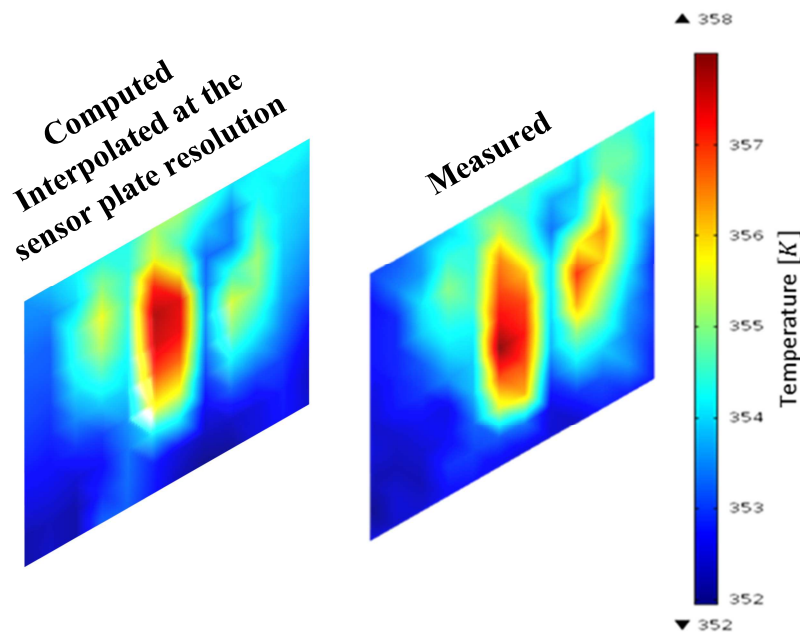 Computed
Interpolated at the
sensor plate resolution
Measured
▲ 358
357
356
355
354
353
352
▼ 352
Temperature [K]